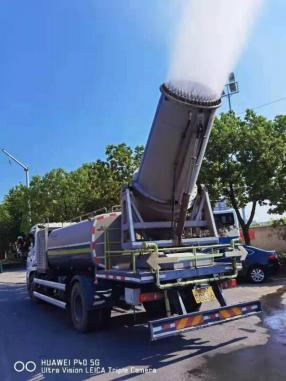 HUAWEI P40 5G
Ultra Vision LEICA Triple Camera